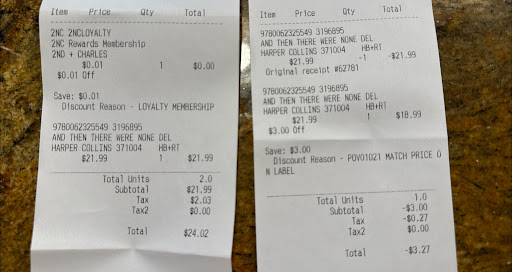 Item Price Qty Total
2NC 2NCLOYALTY
2NC Rewards Membership
2ND + CHARLES
$0.01 1 $0.00
$0.01 Off
Save: $0.01
Discount Reason - LOYALTY MEMBERSHIP
9780062325549 3196895
AND THEN THERE WERE NONE DEL
HARPER COLLINS 371004 HB+RT
$21.99 1 $21.99
Total Units 2.0
Subtotal $21.99
Tax $2.03
Tax2 $0.00
Total $24.02
Item Price Qty Total
9780062325549 3196895
AND THEN THERE WERE NONE DEL
HARPER COLLINS 371004 HB+RT
$21.99 -1 -$21.99
Original receipt #62781
9780062325549 3196895
AND THEN THERE WERE NONE DEL
HARPER COLLINS 371004 HB+RT
$21.99 1 $18.99
$3.00 Off
Save: $3.00
Discount Reason - POV01021 MATCH PRICE O
N LABEL
Total Units 1.0
Subtotal -$3.00
Tax -$0.27
Tax2 $0.00
Total -$3.27